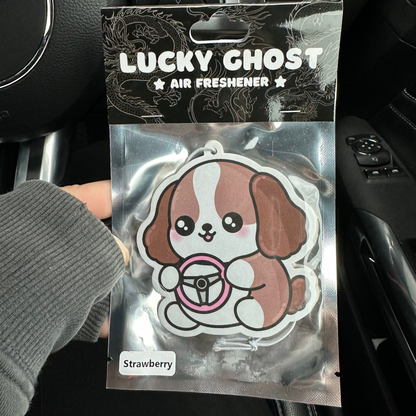 LUCKY GHOST
★ AIR FRESHENER ★
Strawberry